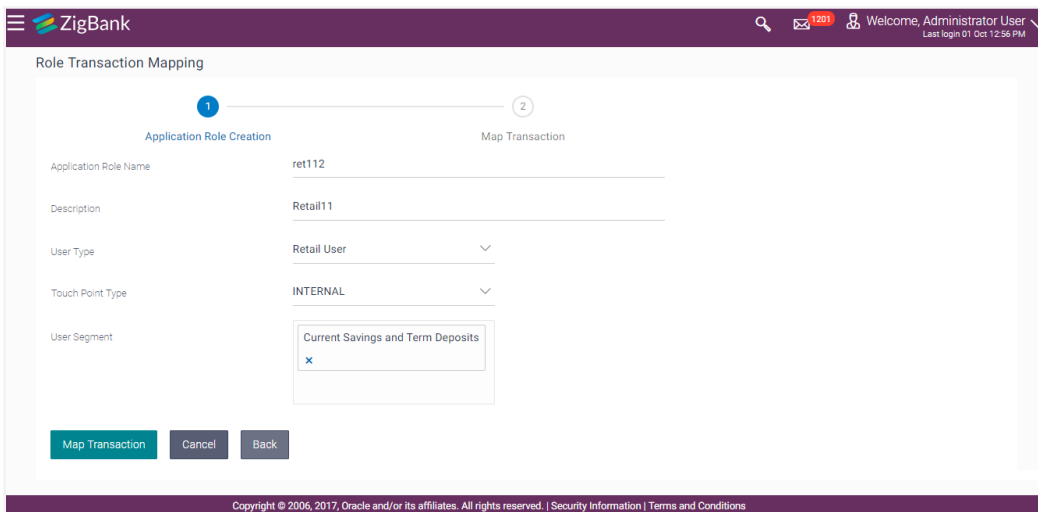 ZigBank
1201
Welcome, Administrator User
Last login 01 Oct 12:56 PM
Role Transaction Mapping
1
2
Application Role Creation
Map Transaction
Application Role Name
ret112
Description
Retail11
User Type
Retail User
Touch Point Type
INTERNAL
User Segment
Current Savings and Term Deposits
Map Transaction
Cancel
Back
Copyright © 2006, 2017, Oracle and/or its affiliates. All rights reserved. | Security Information | Terms and Conditions